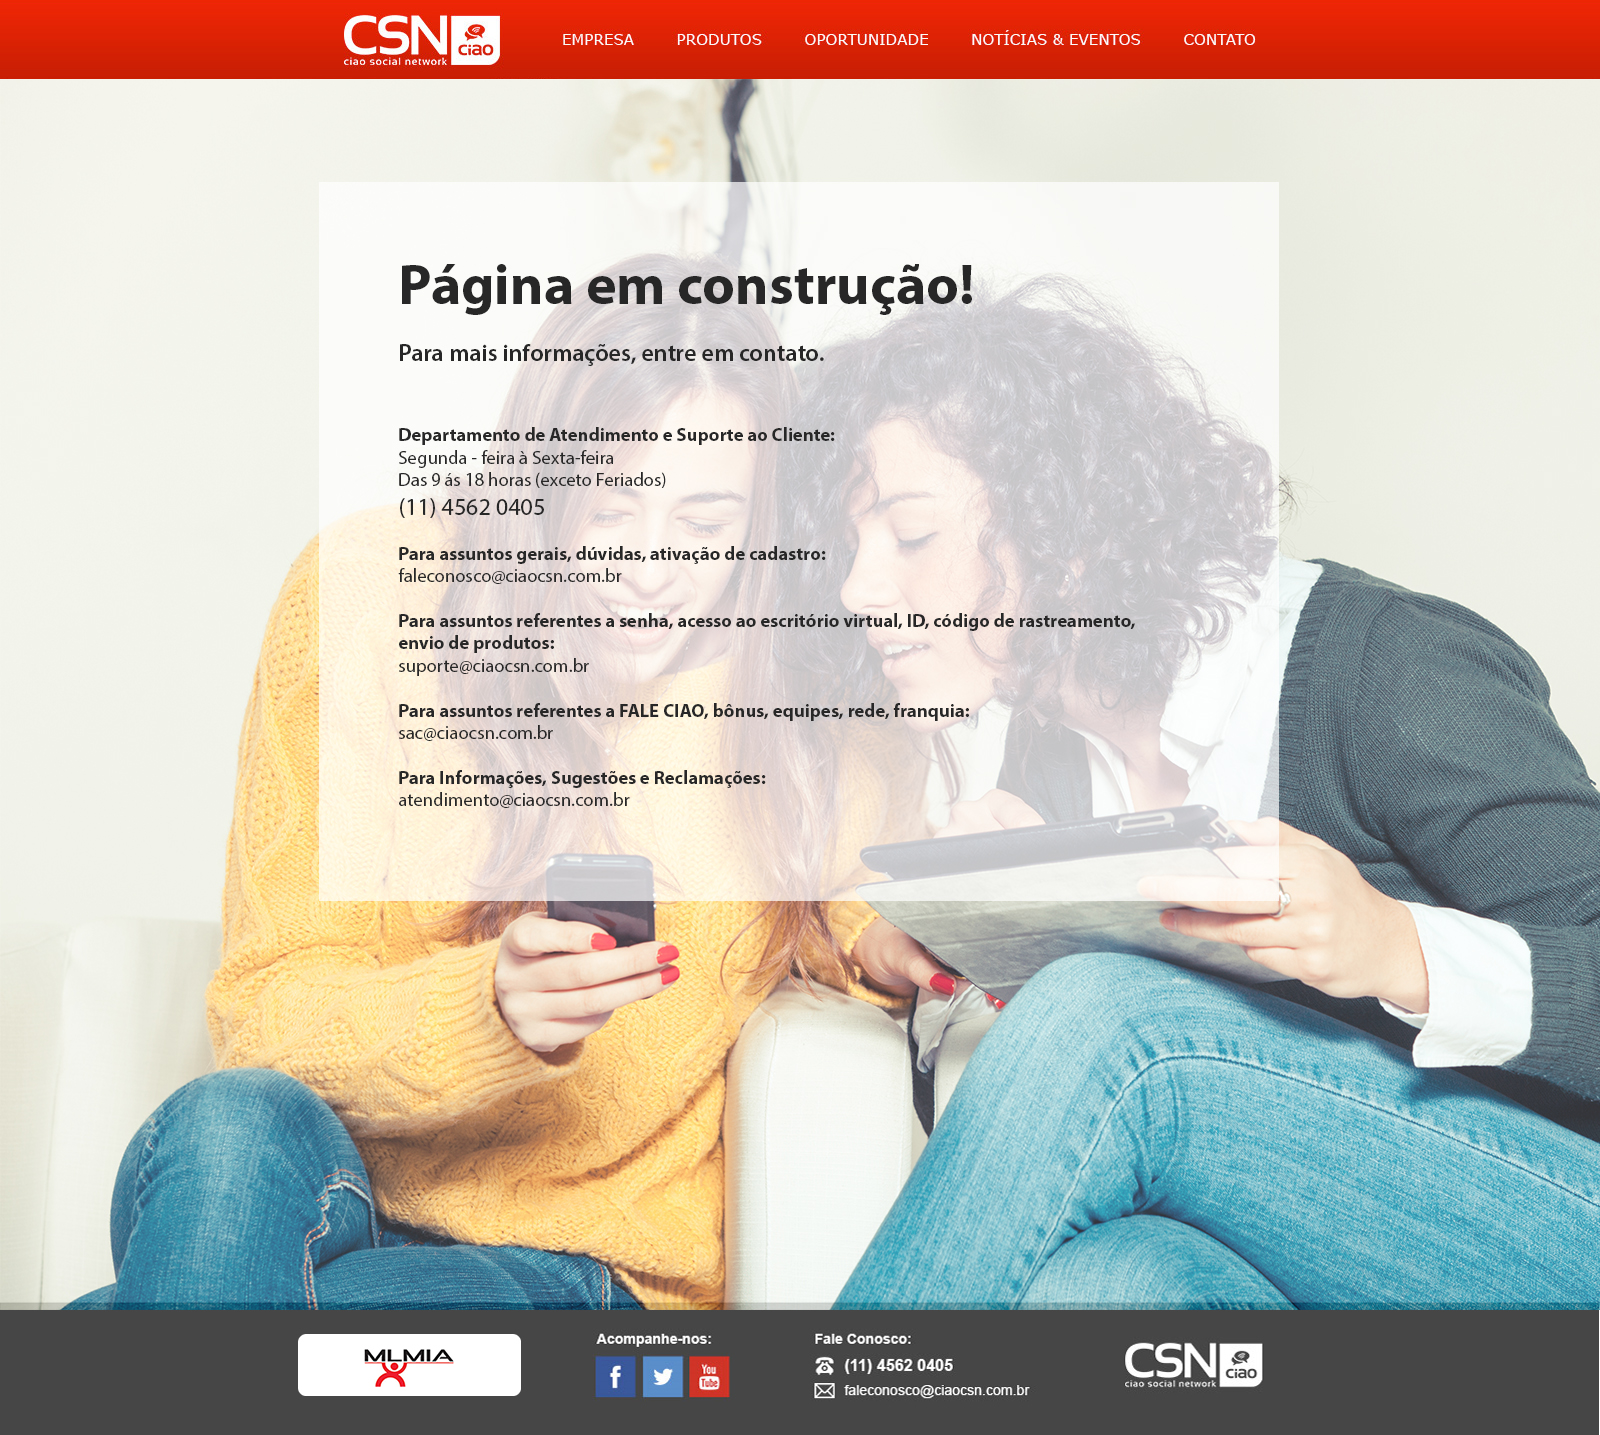 CSN
ciao
ciao social network
EMPRESA PRODUTOS OPORTUNIDADE NOTÍCIAS & EVENTOS CONTATO
Página em construção!
Para mais informações, entre em contato.
Departamento de Atendimento e Suporte ao Cliente:
Segunda - feira à Sexta-feira
Das 9 ás 18 horas (exceto Feriados)
(11) 4562 0405
Para assuntos gerais, dúvidas, ativação de cadastro:
faleconosco@ciaocsn.com.br
Para assuntos referentes a senha, acesso ao escritório virtual, ID, código de rastreamento,
envio de produtos:
suporte@ciaocsn.com.br
Para assuntos referentes a FALE CIAO, bônus, equipes, rede, franquia:
sac@ciaocsn.com.br
Para Informações, Sugestões e Reclamações:
atendimento@ciaocsn.com.br
MLMIA
Acompanhe-nos:
f
You
Tube
Fale Conosco:
(11) 4562 0405
faleconosco@ciaocsn.com.br
CSN
ciao
ciao social network